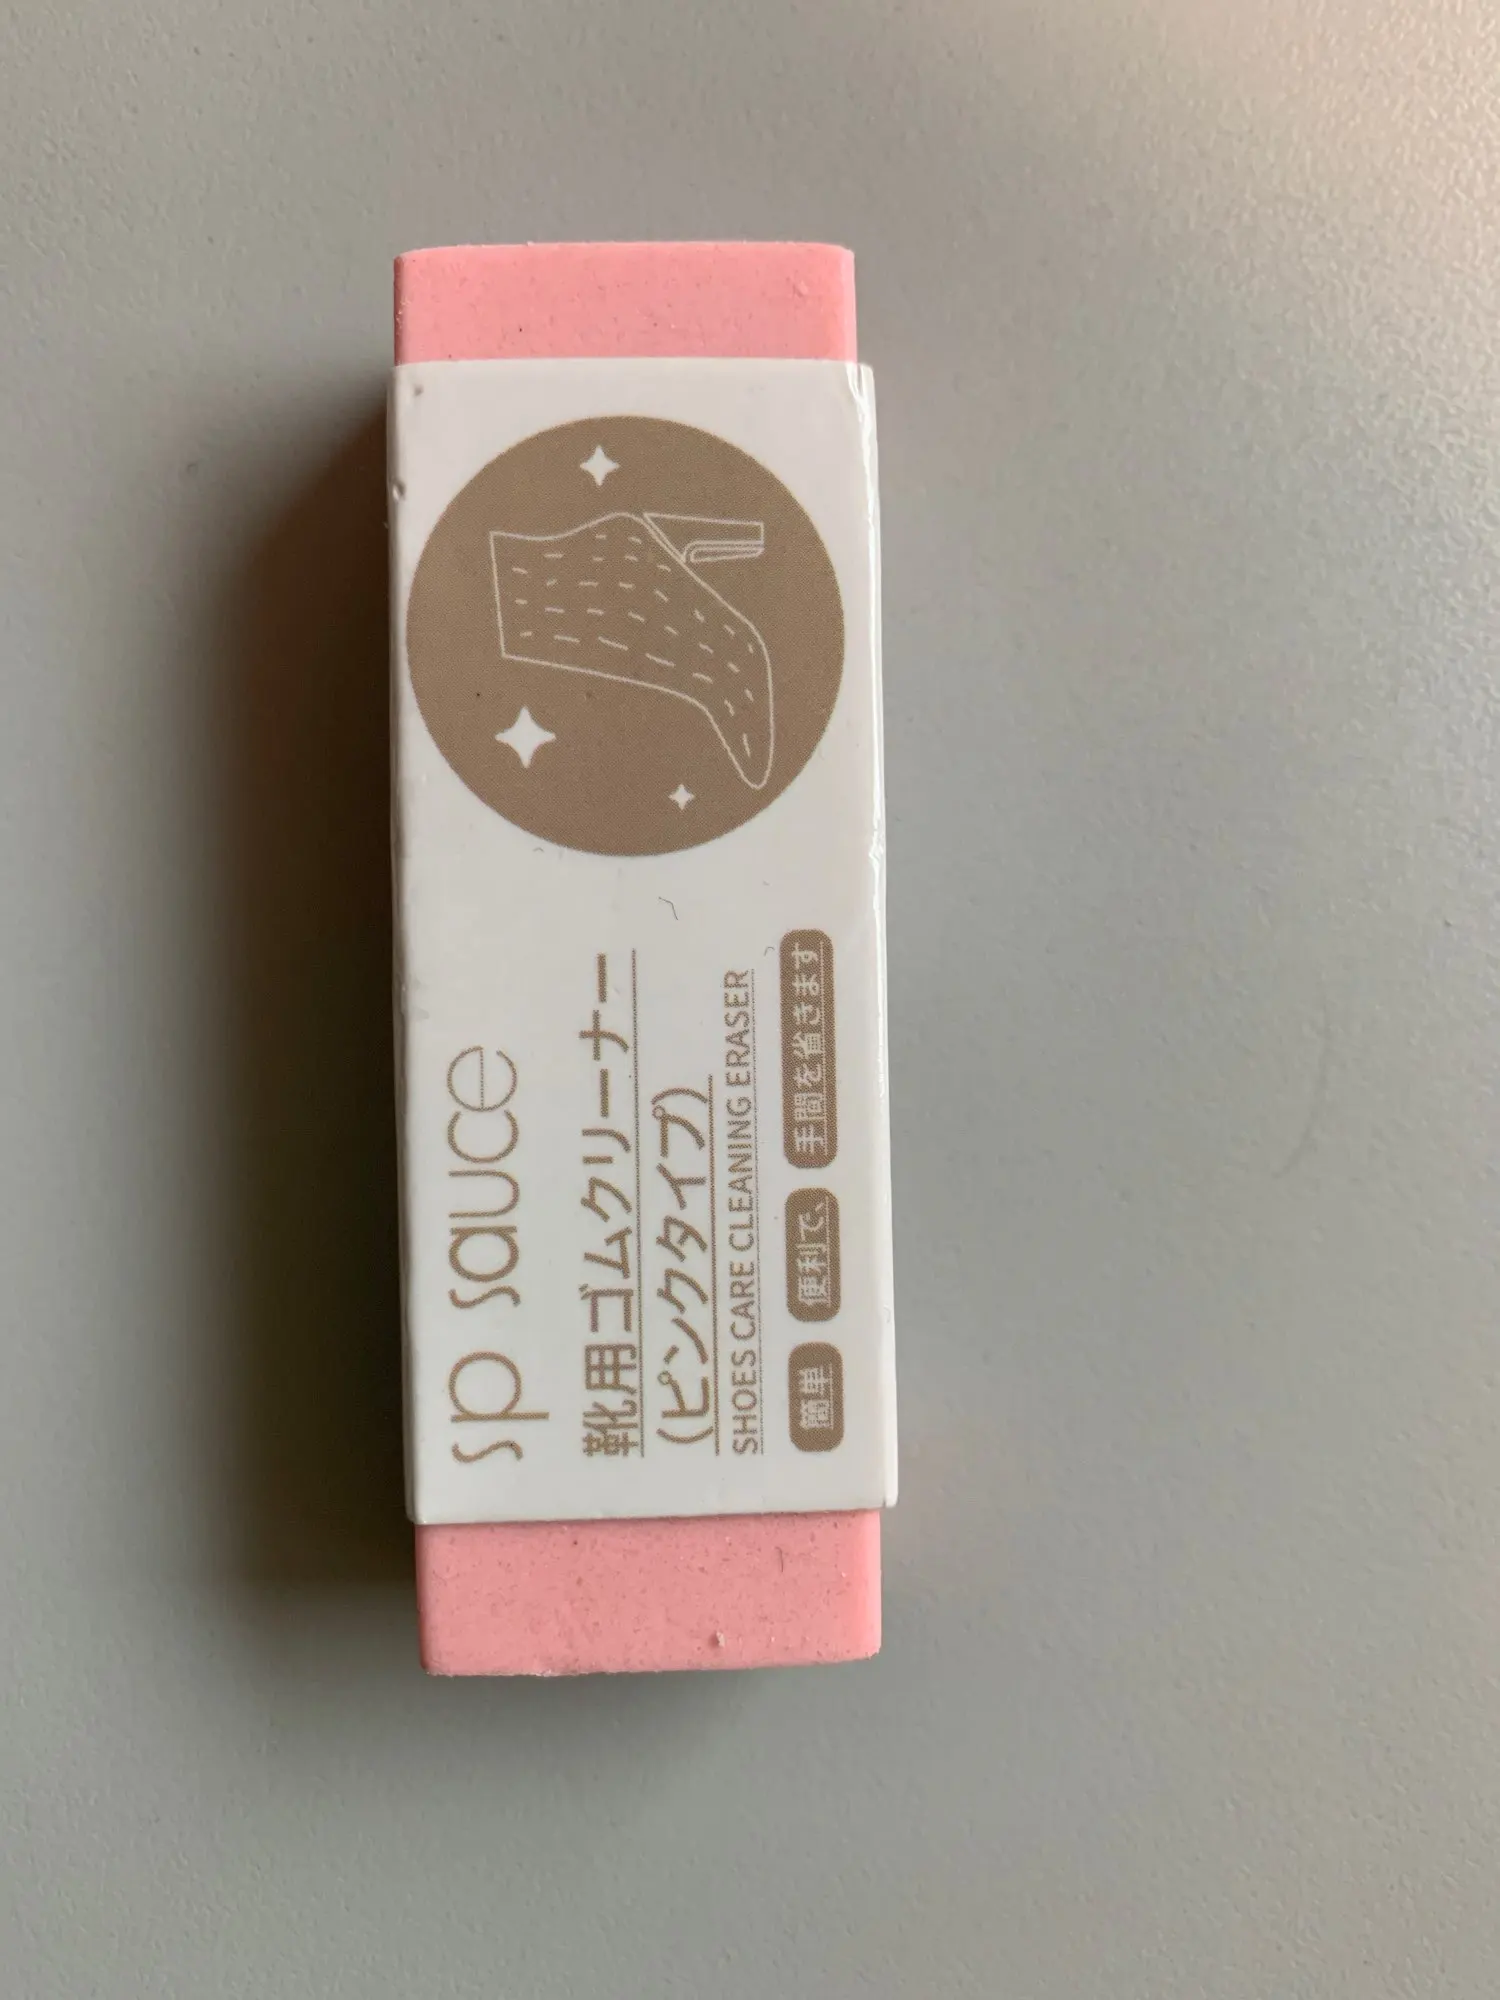 sp sauce
靴用ゴムクリーナー
（ピンクタイプ）
SHOES CARE CLEANING ERASER
簡単 便利で、 手間を省きます